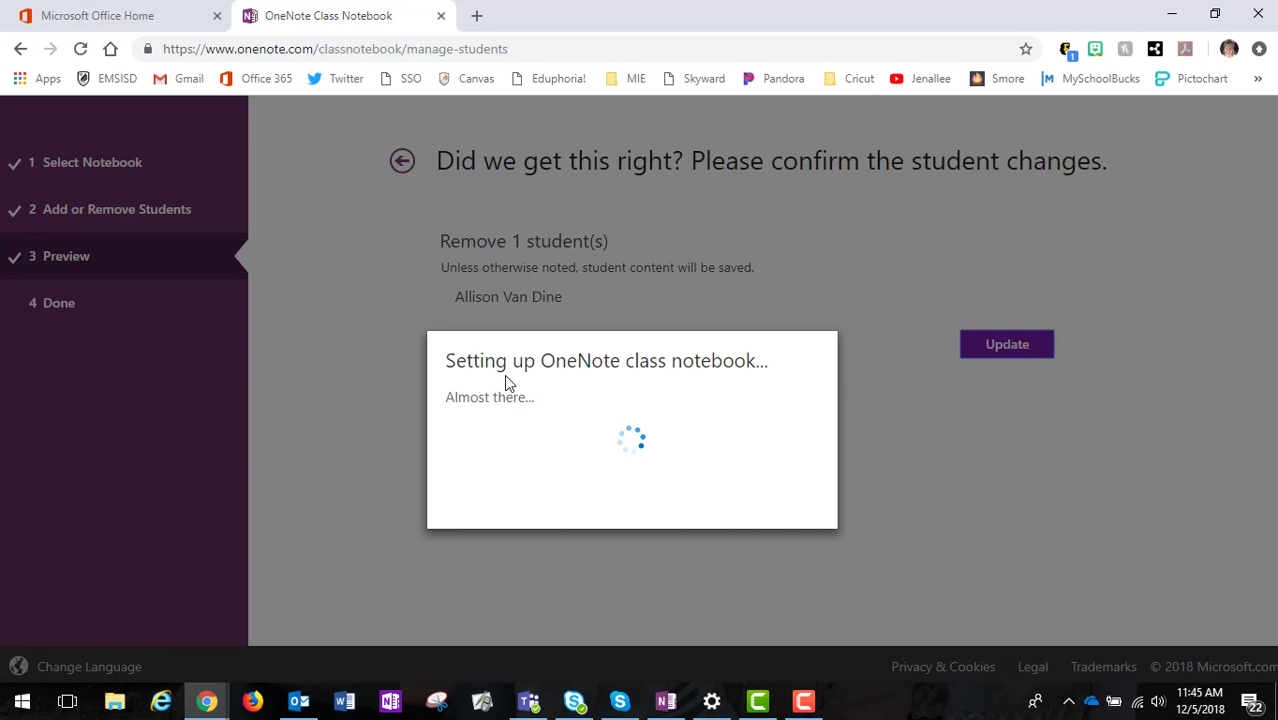 Microsoft Office Home
OneNote Class Notebook
https://www.onenote.com/classnotebook/manage-students
1
Apps
EMSISD
Gmail
Office 365
Twitter
SSO
Canvas
Eduphoria!
MIE
Skyward
Pandora
Cricut
Jenallee
Smore
MySchoolBucks
Pictochart
»
1 Select Notebook
2 Add or Remove Students
3 Preview
4 Done
Did we get this right? Please confirm the student changes.
Remove 1 student(s)
Unless otherwise noted, student content will be saved.
Allison Van Dine
Update
Setting up OneNote class notebook...
Almost there...
Change Language
Privacy & Cookies
Legal
Trademarks
© 2018 Microsoft.com
11:45 AM
12/5/2018
22